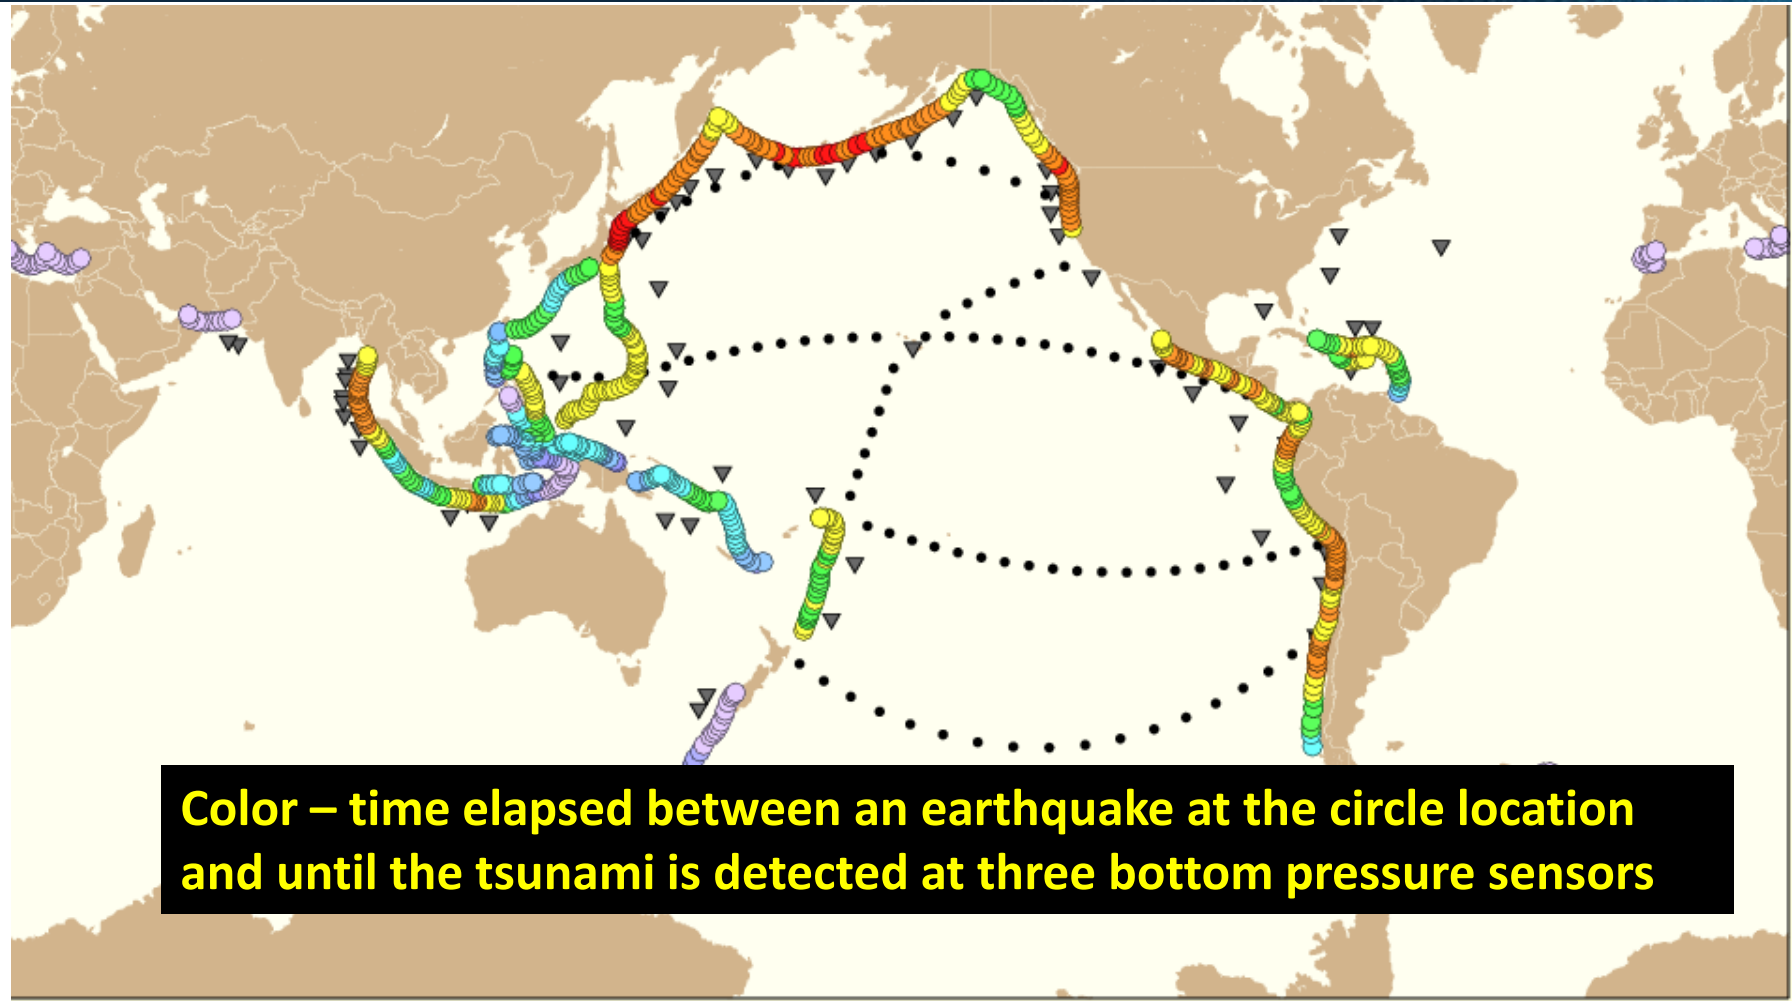 Color – time elapsed between an earthquake at the circle location
and until the tsunami is detected at three bottom pressure sensors